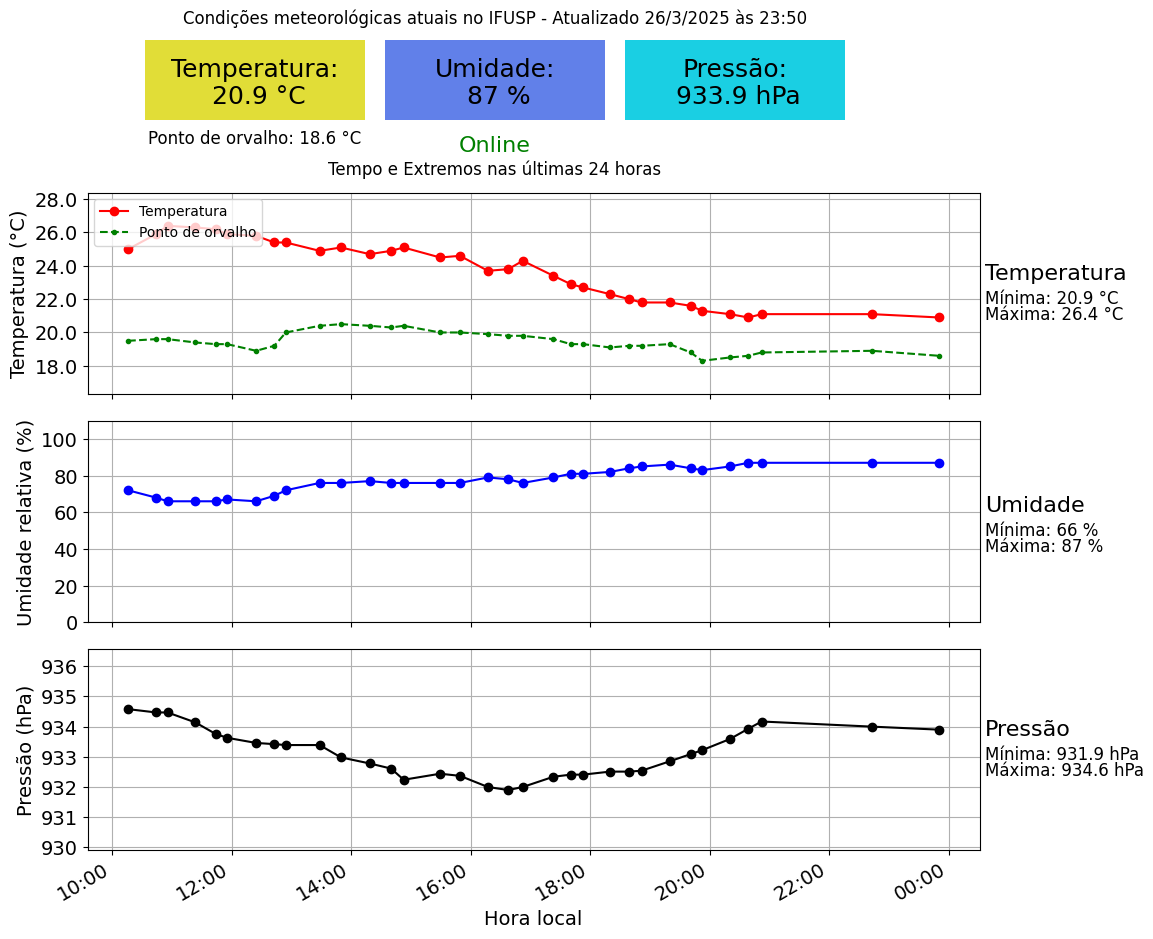 Condições meteorológicas atuais no IFUSP - Atualizado 26/3/2025 às 23:50
Temperatura:
20.9 °C
Umidade:
87 %
Pressão:
933.9 hPa
Ponto de orvalho: 18.6 °C
Online
Tempo e Extremos nas últimas 24 horas
Temperatura (°C)
28.0
26.0
24.0
22.0
20.0
18.0
Temperatura
Ponto de orvalho
Temperatura
Mínima: 20.9 °C
Máxima: 26.4 °C
Umidade relativa (%)
100
80
60
40
20
0
Umidade
Mínima: 66 %
Máxima: 87 %
Pressão (hPa)
936
935
934
933
932
931
930
Pressão
Mínima: 931.9 hPa
Máxima: 934.6 hPa
10:00
12:00
14:00
16:00
18:00
20:00
22:00
00:00
Hora local